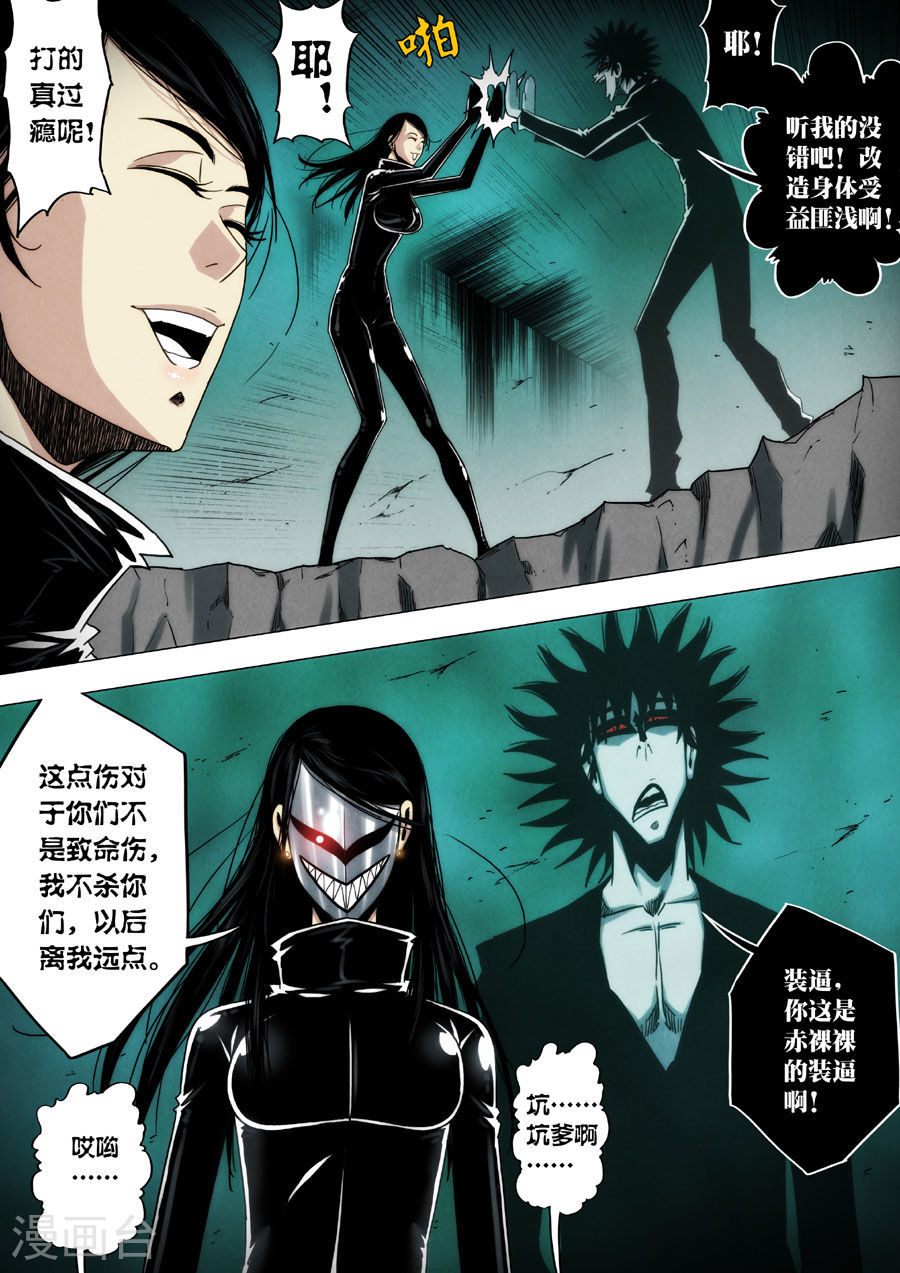 打的
真过
瘾呢！
耶！
啪
耶！
听我的没
错吧！改
造身体受
益匪浅啊！
这点伤对
于你们不
是致命伤，
我不杀你
们，以后
离我远点。
装逼，
你这是
赤裸裸
的装逼
啊！
哎呦
……
坑……
坑爹啊
……
漫画台